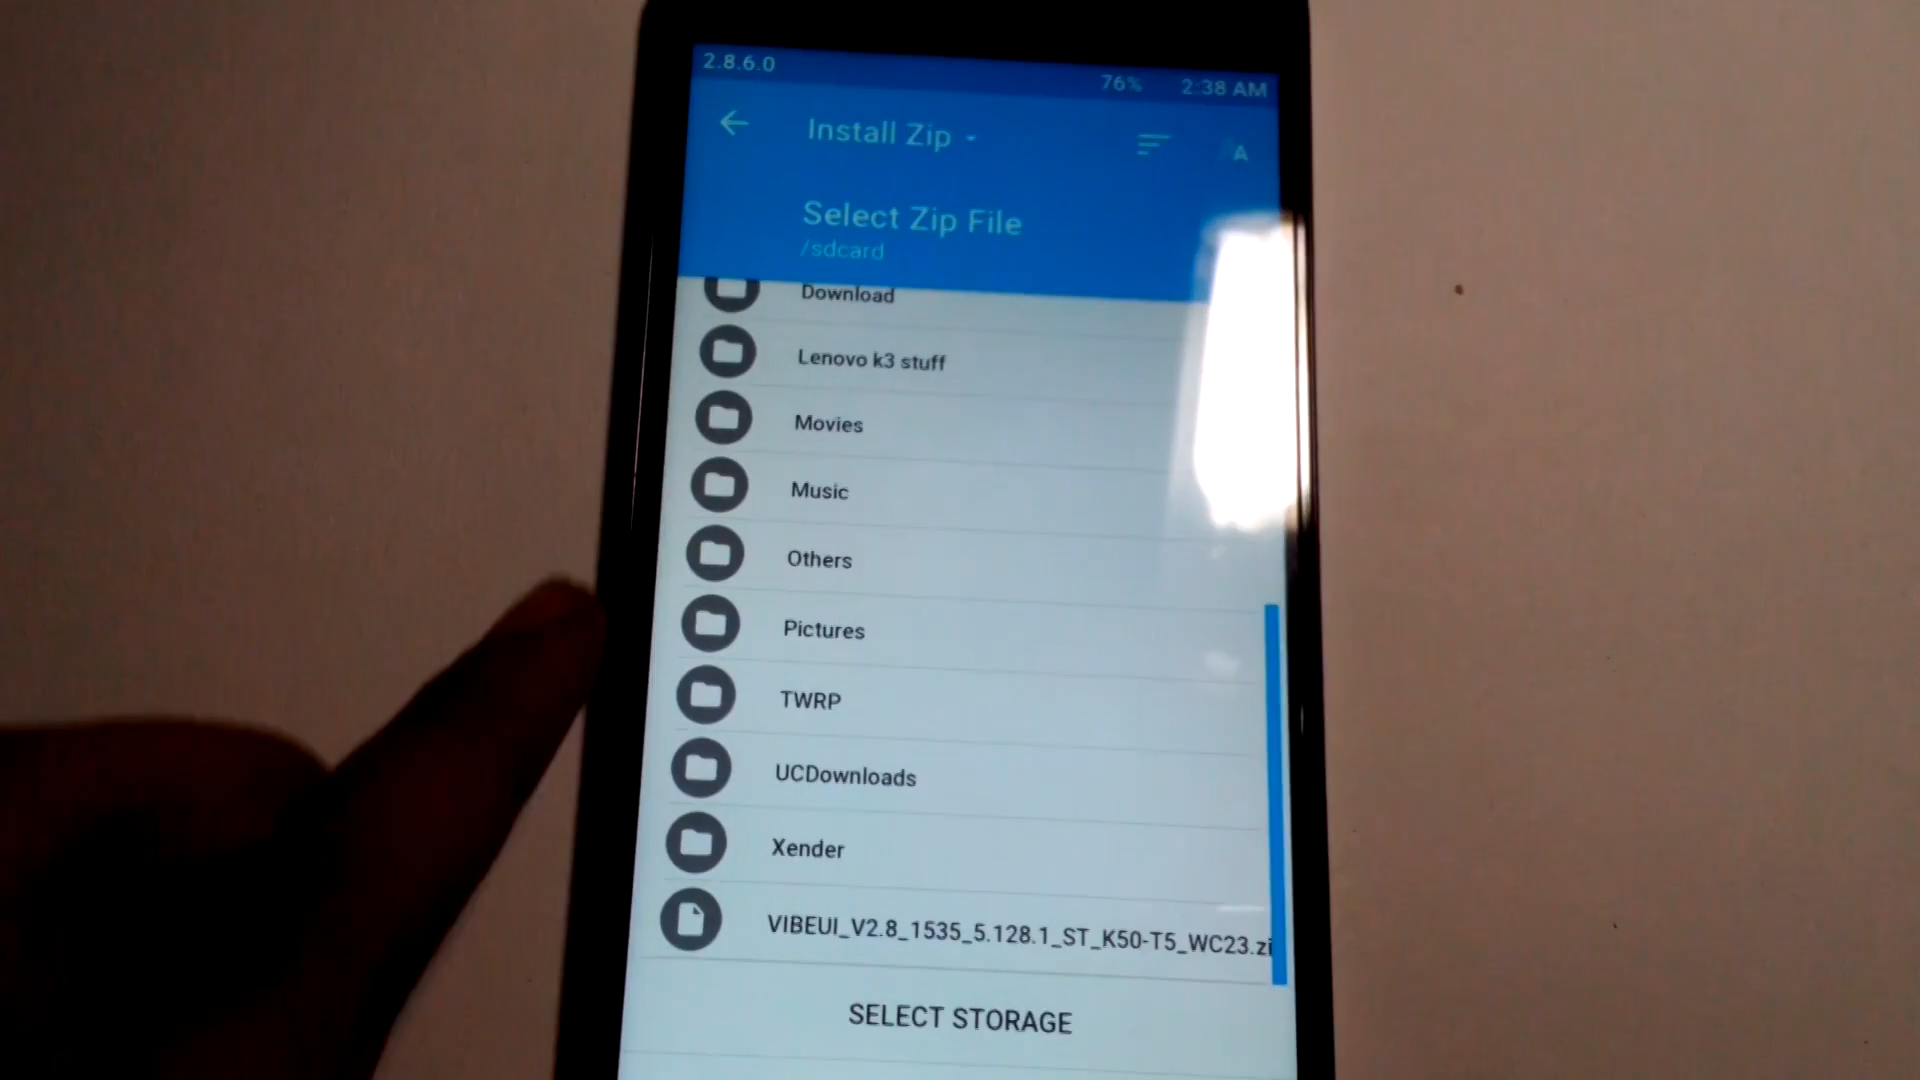 2.8.6.0 76% 2:38 AM
Install Zip
A
Select Zip File
/sdcard
Download
Lenovo k3 stuff
Movies
Music
Others
Pictures
TWRP
UCDownloads
Xender
VIBEUI_V2.8_1535_5.128.1_ST_K50-T5_WC23.zi
SELECT STORAGE